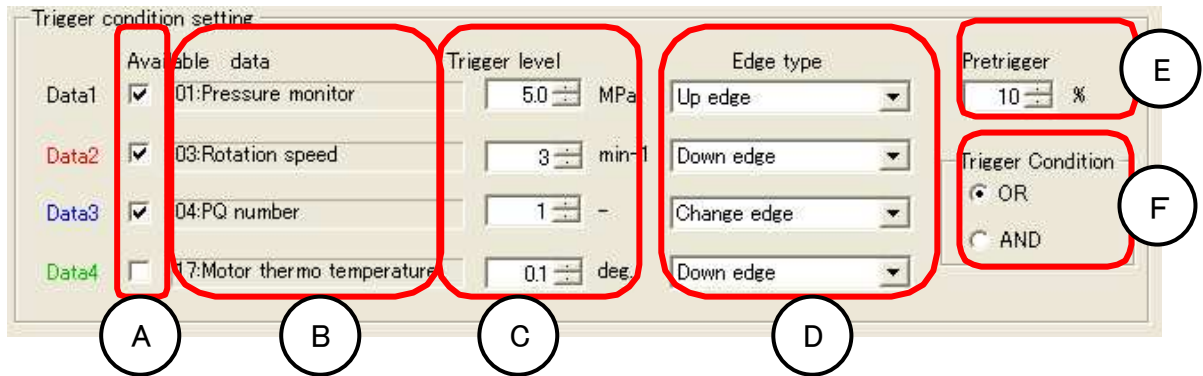 Trigger condition setting
Available data Trigger level Edge type Pretrigger
Data1 01:Pressure monitor 5.0 MPa Up edge 10 % E
Data2 03:Rotation speed 3 min-1 Down edge Trigger Condition
Data3 04:PQ number 1 - Change edge OR F
AND
Data4 17:Motor thermo temperature 0.1 deg. Down edge
A B C D